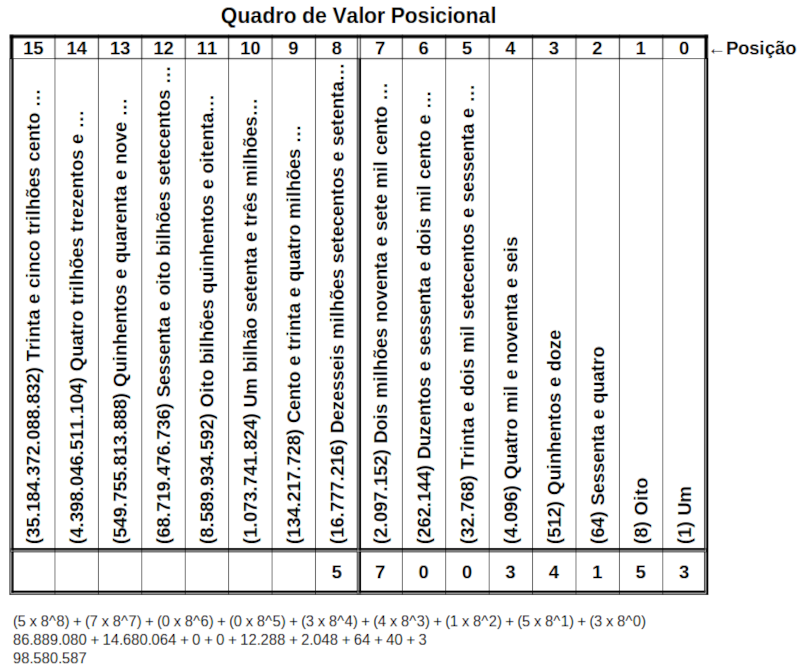 Quadro de Valor Posicional
15 14 13 12 11 10 9 8 7 6 5 4 3 2 1 0 ←Posição
(35.184.372.088.832) Trinta e cinco trilhões cento ...
(4.398.046.511.104) Quatro trilhões trezentos e ...
(549.755.813.888) Quinhentos e quarenta e nove ...
(68.719.476.736) Sessenta e oito bilhões setecentos ...
(8.589.934.592) Oito bilhões quinhentos e oitenta...
(1.073.741.824) Um bilhão setenta e três milhões...
(134.217.728) Cento e trinta e quatro milhões ...
(16.777.216) Dezesseis milhões setecentos e setenta...
(2.097.152) Dois milhões noventa e sete mil cento ...
(262.144) Duzentos e sessenta e dois mil cento e ...
(32.768) Trinta e dois mil setecentos e sessenta e ...
(4.096) Quatro mil e noventa e seis
(512) Quinhentos e doze
(64) Sessenta e quatro
(8) Oito
(1) Um
5 7 0 0 3 4 1 5 3
(5 x 8^8) + (7 x 8^7) + (0 x 8^6) + (0 x 8^5) + (3 x 8^4) + (4 x 8^3) + (1 x 8^2) + (5 x 8^1) + (3 x 8^0)
86.889.080 + 14.680.064 + 0 + 0 + 12.288 + 2.048 + 64 + 40 + 3
98.580.587